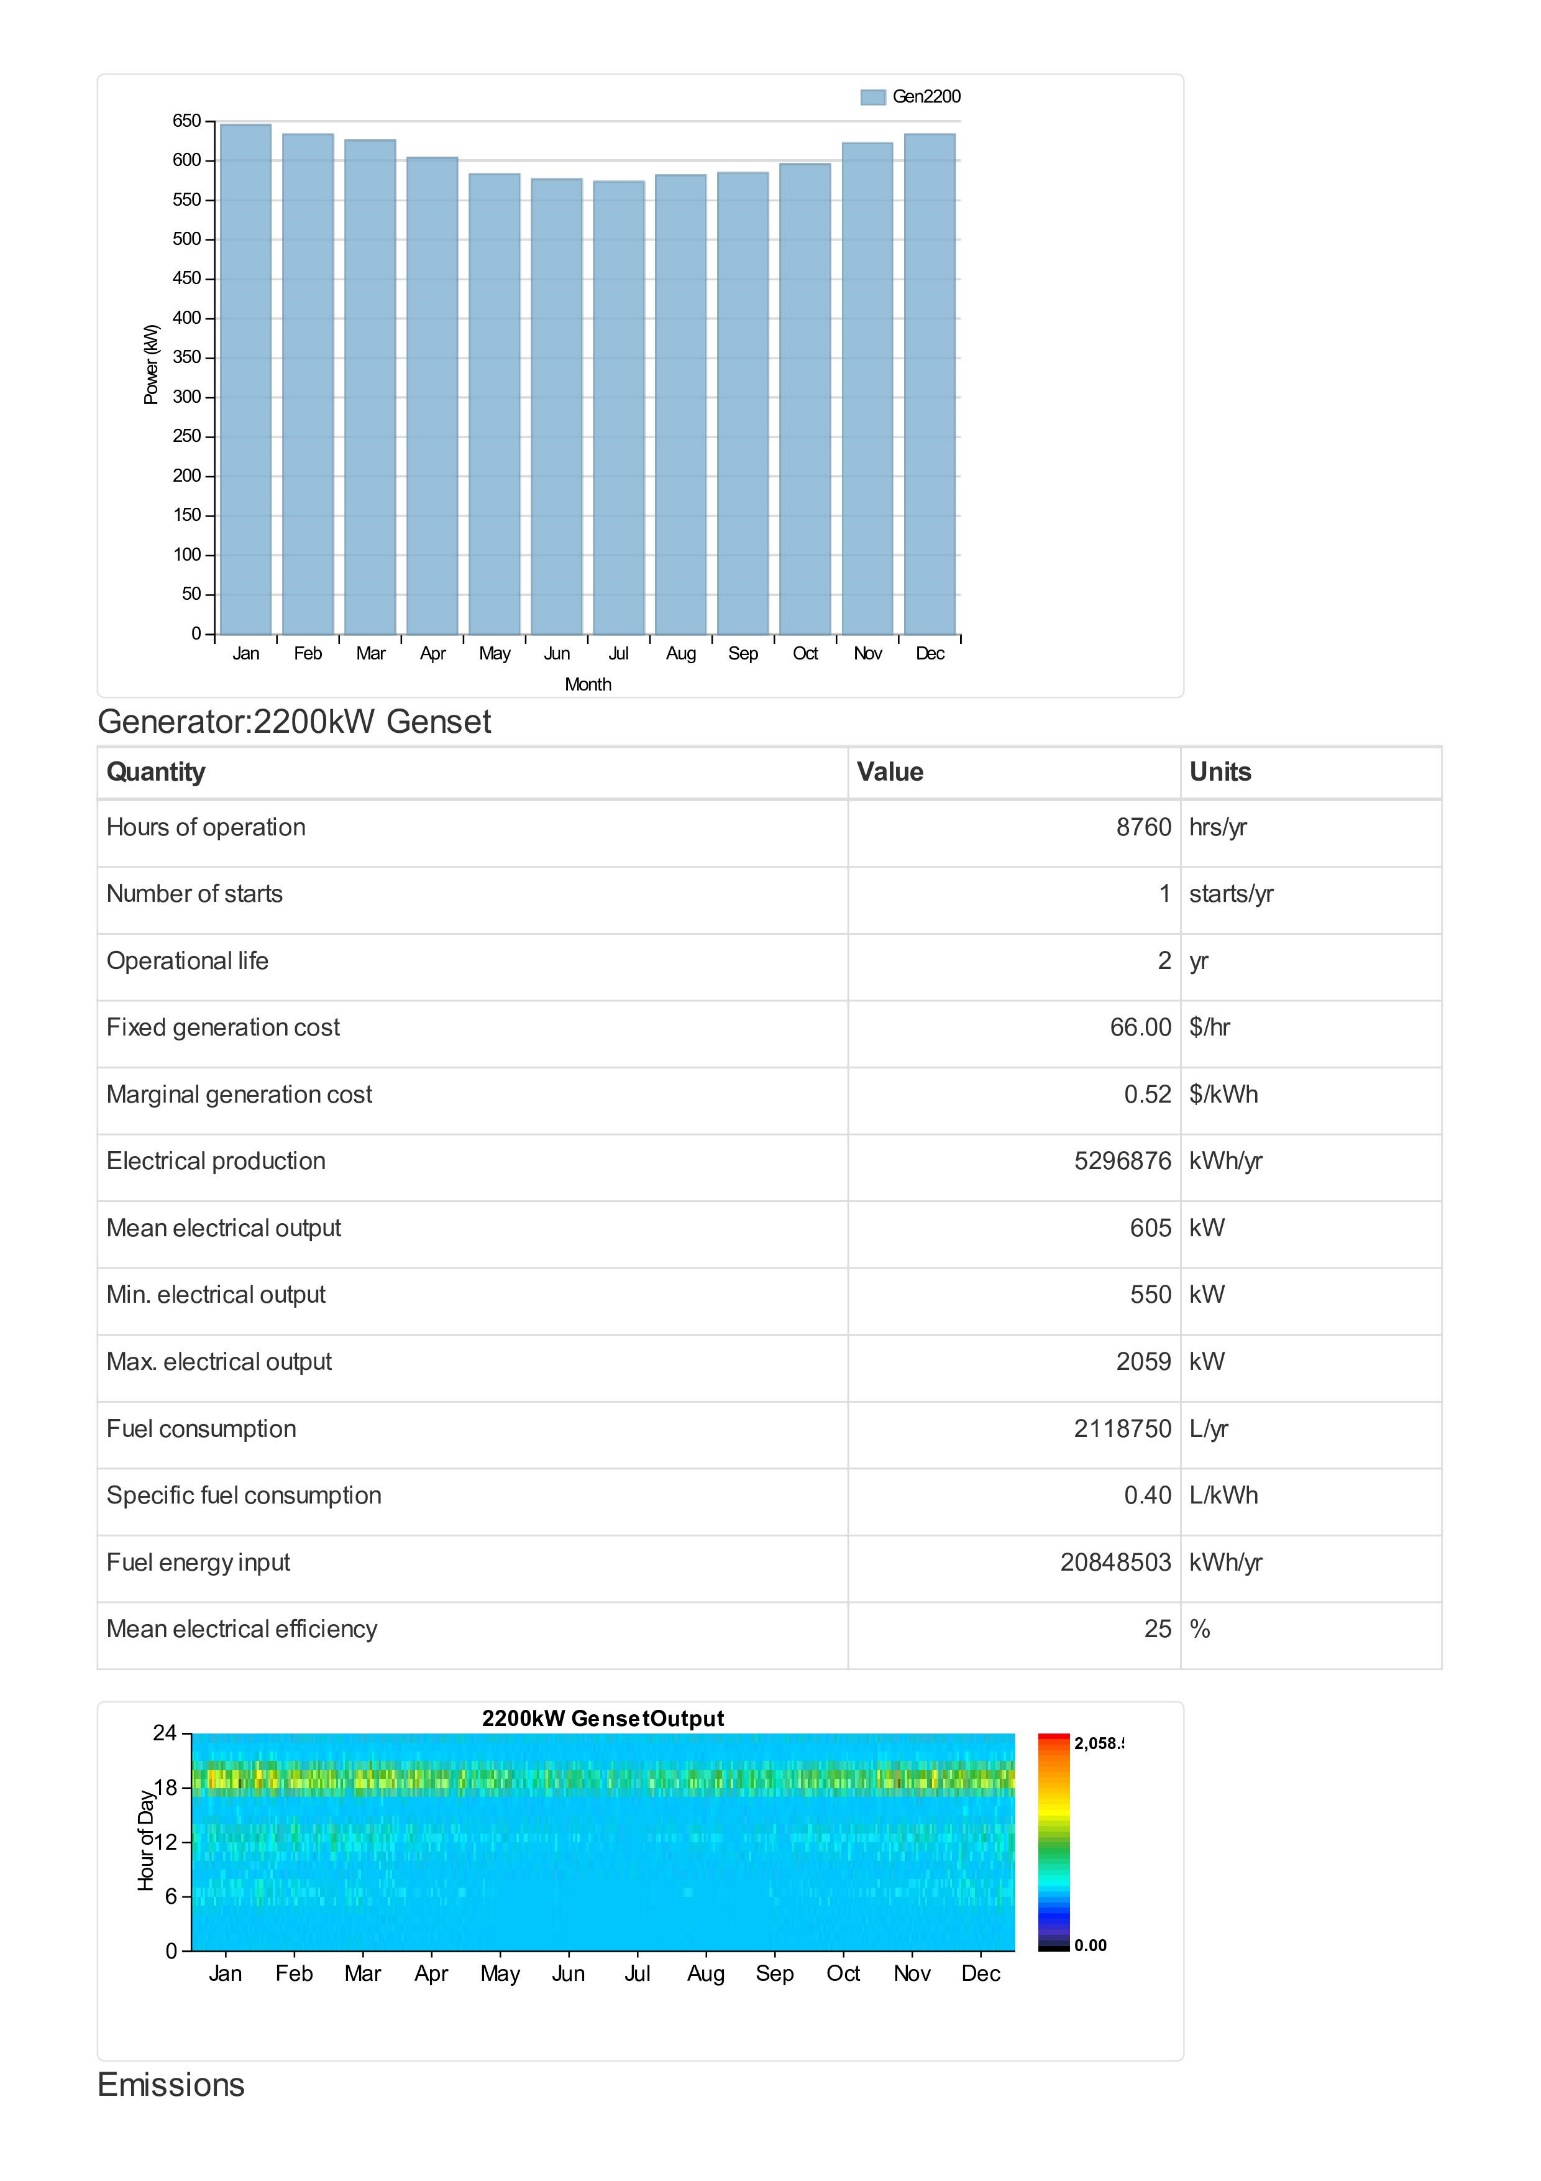 Gen2200
650
600
550
500
450
400
350
300
250
200
150
100
50
0
Power (kW)
Jan Feb Mar Apr May Jun Jul Aug Sep Oct Nov Dec
Month
Generator:2200kW Genset
Quantity Value Units
Hours of operation 8760 hrs/yr
Number of starts 1 starts/yr
Operational life 2 yr
Fixed generation cost 66.00 $/hr
Marginal generation cost 0.52 $/kWh
Electrical production 5296876 kWh/yr
Mean electrical output 605 kW
Min. electrical output 550 kW
Max. electrical output 2059 kW
Fuel consumption 2118750 L/yr
Specific fuel consumption 0.40 L/kWh
Fuel energy input 20848503 kWh/yr
Mean electrical efficiency 25 %
2200kW GensetOutput
24
18
12
6
0
Hour of Day
Jan Feb Mar Apr May Jun Jul Aug Sep Oct Nov Dec
2,058.
0.00
Emissions